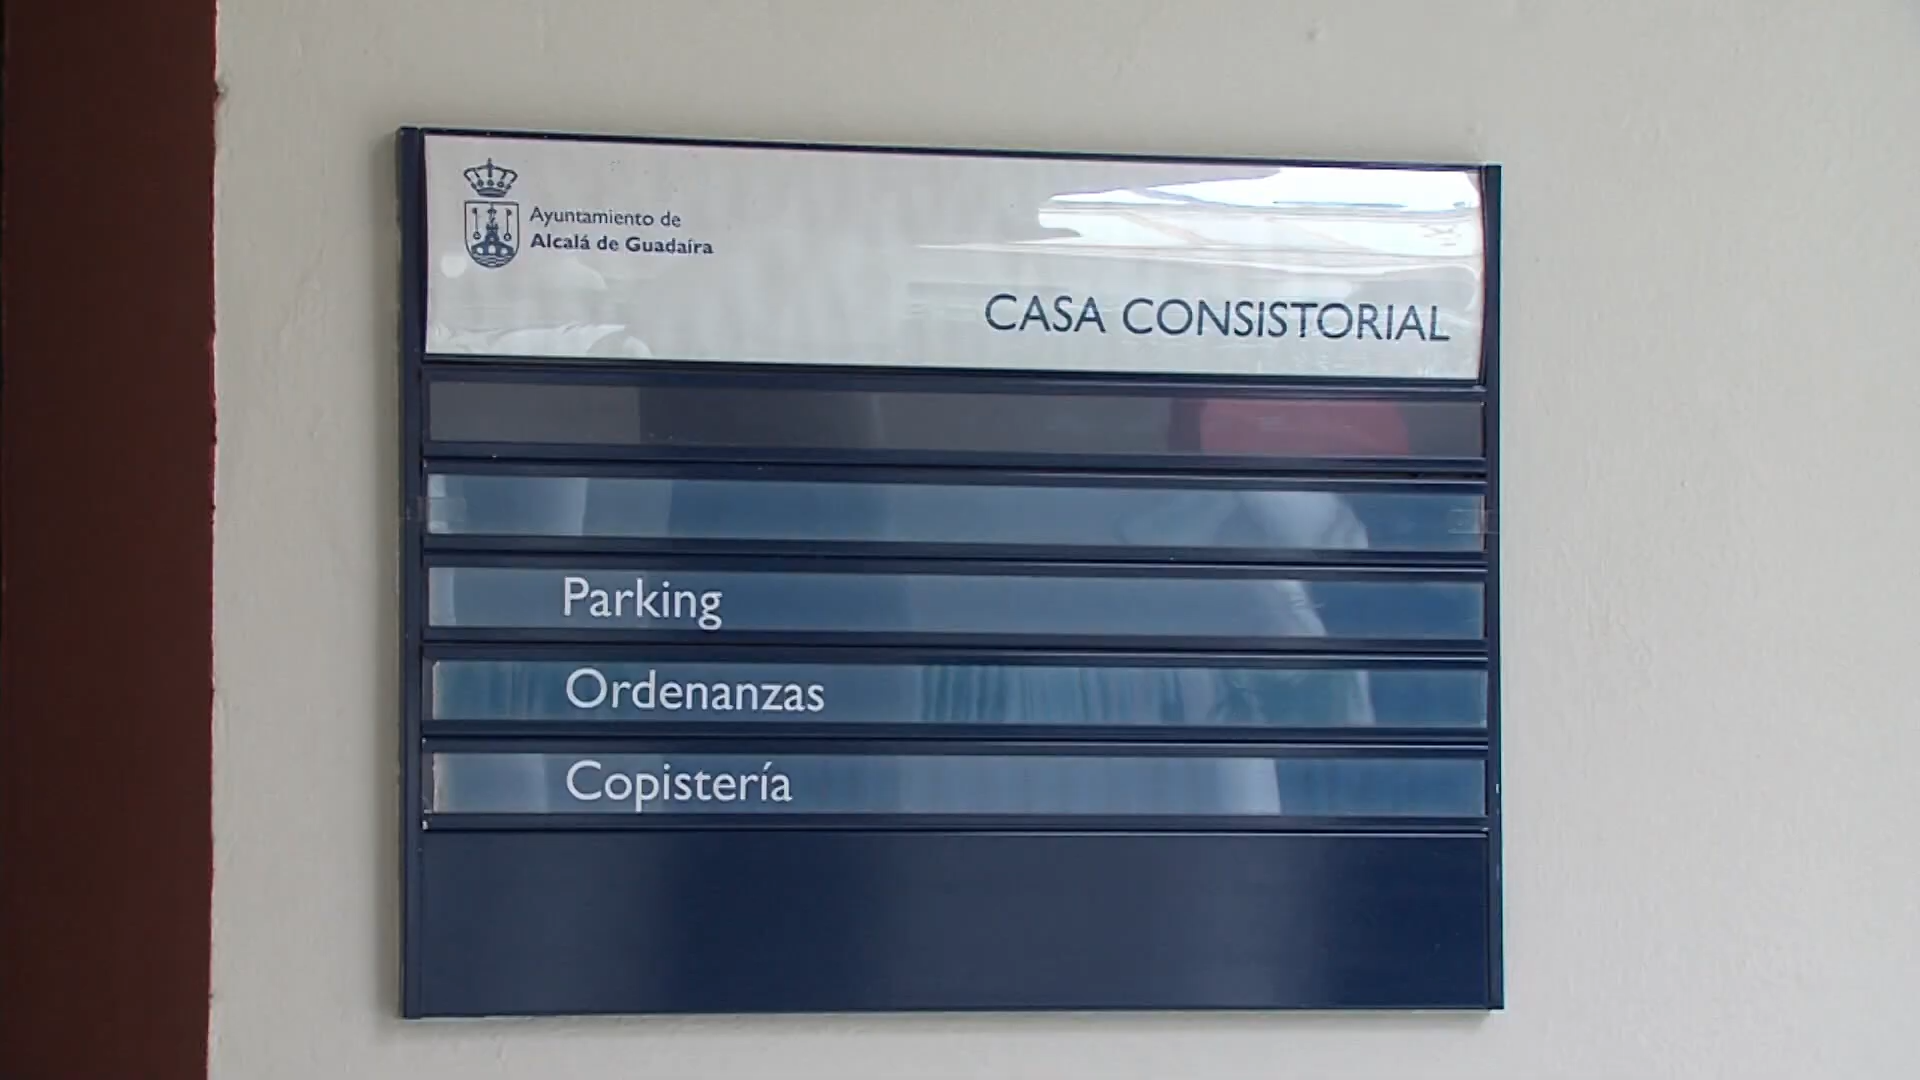 Ayuntamiento de
Alcalá de Guadaíra
CASA CONSISTORIAL
Parking
Ordenanzas
Copistería